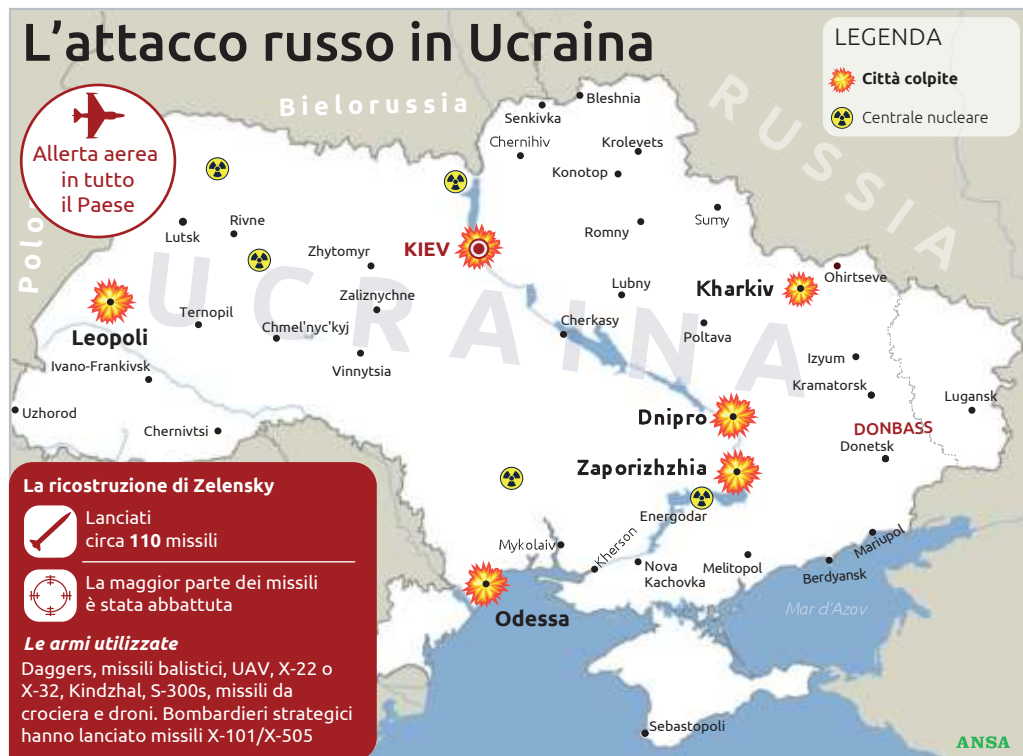 L'attacco russo in Ucraina
LEGENDA
Città colpite
Centrale nucleare
Allerta aerea
in tutto
il Paese
Bielorussia
RUSSIA
Polo
UCRAINA
Bleshnia
Senkivka
Chernihiv
Krolevets
Konotop
Sumy
Romny
Rivne
Lutsk
Zhytomyr
KIEV
Ohirtseve
Kharkiv
Lubny
Zaliznychne
Ternopil
Chmel'nyc'kyj
Cherkasy
Poltava
Leopoli
Ivano-Frankivsk
Vinnytsia
Izyum
Kramatorsk
Lugansk
Uzhorod
Chernivtsi
Dnipro
DONBASS
Donetsk
Zaporizhzhia
Energodar
Mykolaiv
Kherson
Nova
Kachovka
Melitopol
Mariupol
Berdyansk
Odessa
Mar d'Azov
Sebastopoli
La ricostruzione di Zelensky
Lanciati
circa 110 missili
La maggior parte dei missili
è stata abbattuta
Le armi utilizzate
Daggers, missili balistici, UAV, X-22 o
X-32, Kindzhal, S-300s, missili da
crociera e droni. Bombardieri strategici
hanno lanciato missili X-101/X-505
ANSA